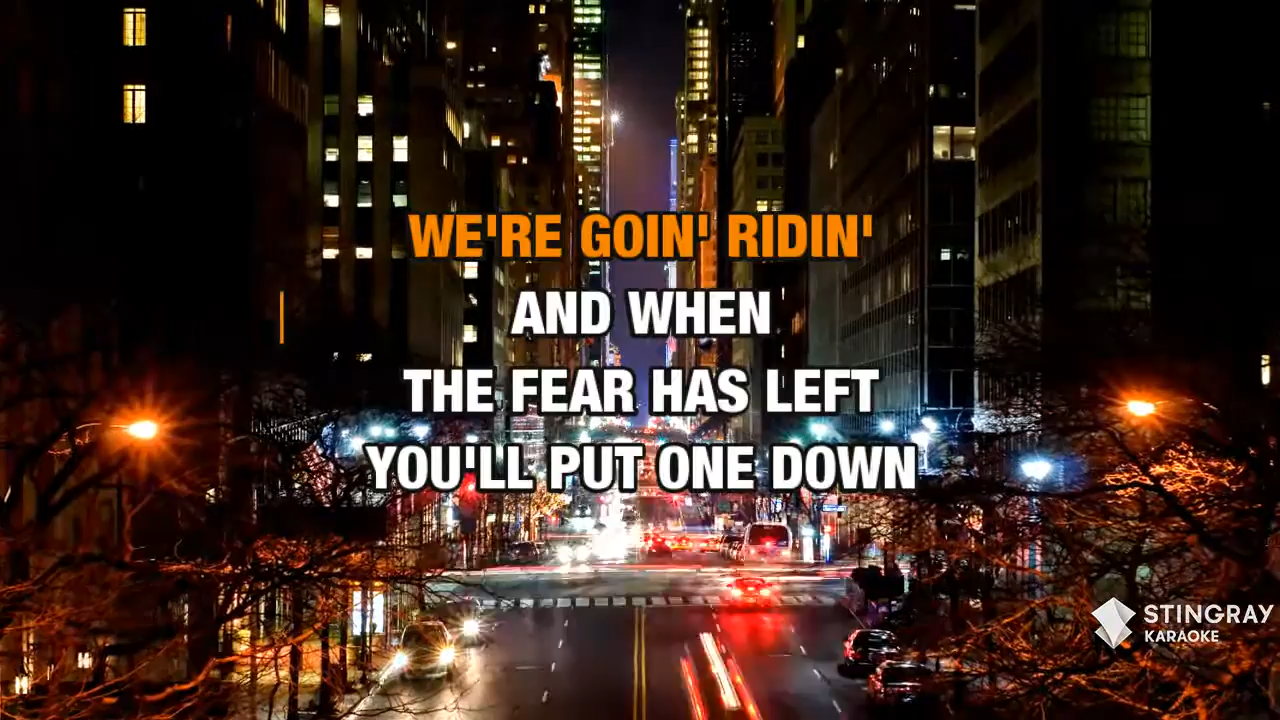 WE'RE GOIN' RIDIN'
AND WHEN
THE FEAR HAS LEFT
YOU'LL PUT ONE DOWN
STINGRAY
KARAOKE